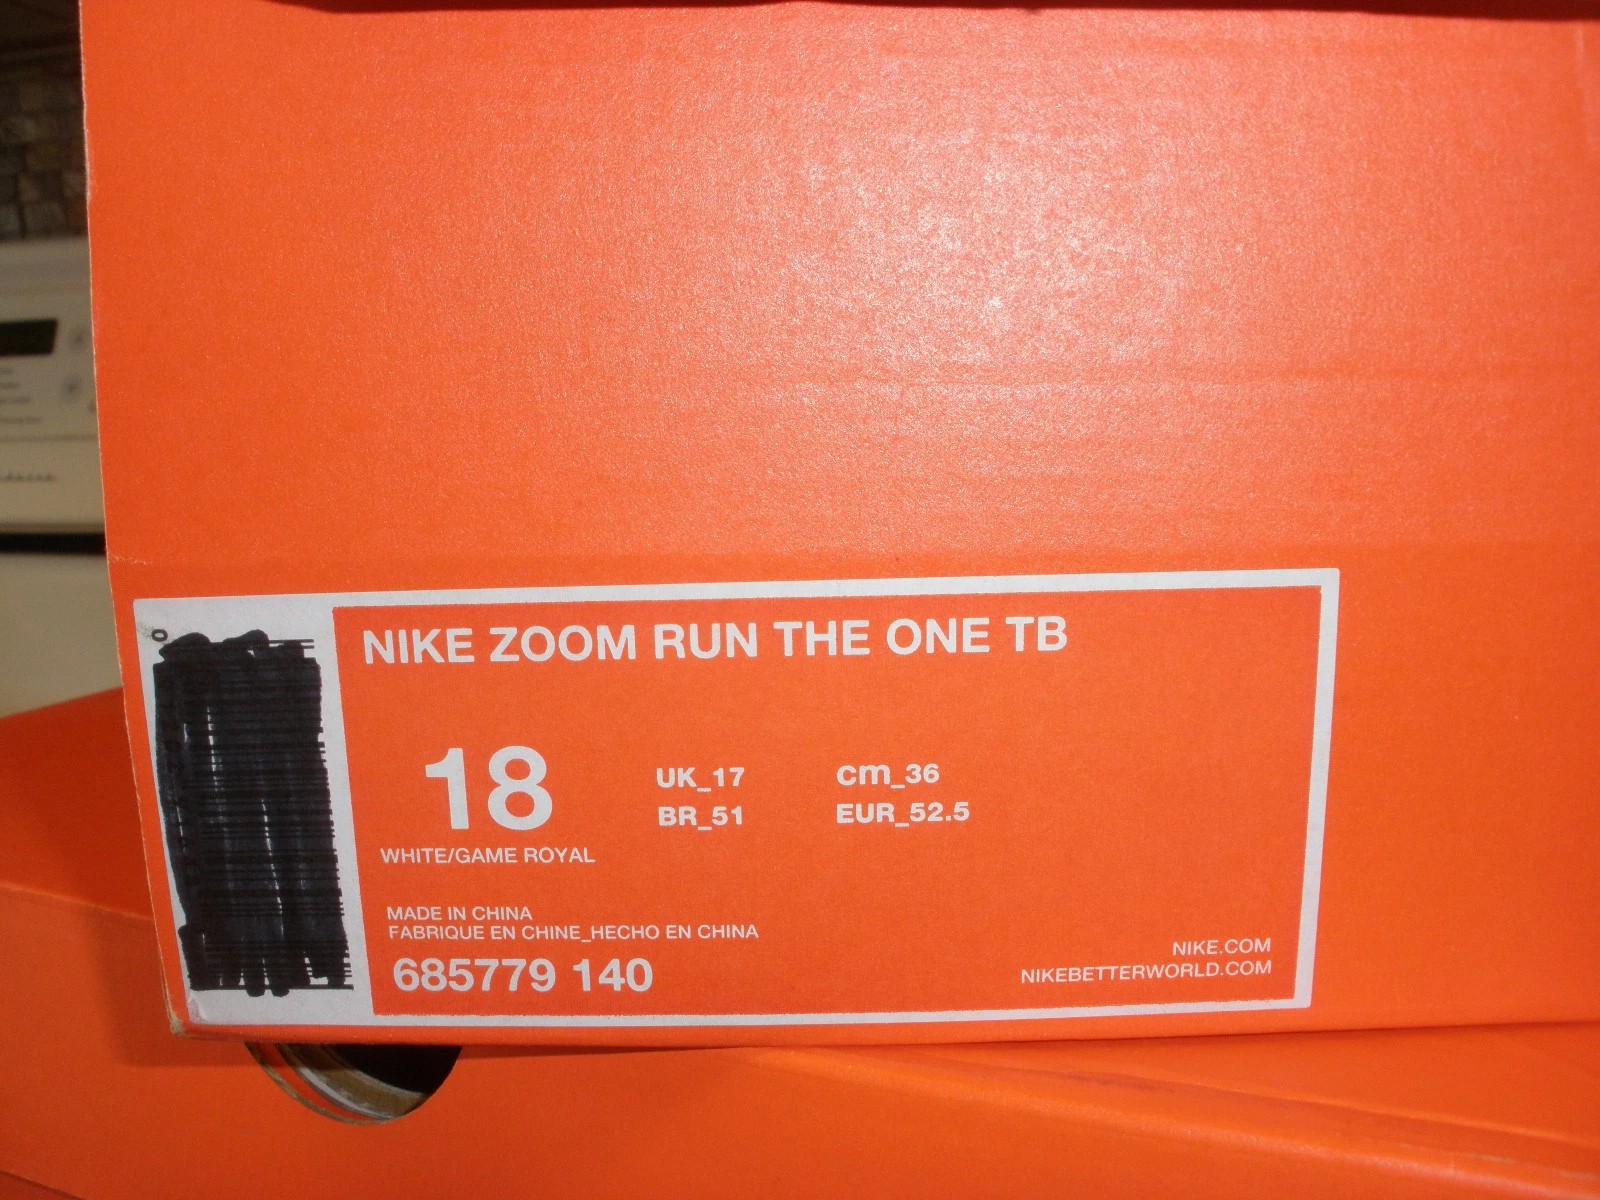 NIKE ZOOM RUN THE ONE TB
18
UK_17 cm_36
BR_51 EUR_52.5
WHITE/GAME ROYAL
MADE IN CHINA
FABRIQUE EN CHINE_HECHO EN CHINA
685779 140
NIKE.COM
NIKEBETTERWORLD.COM
0